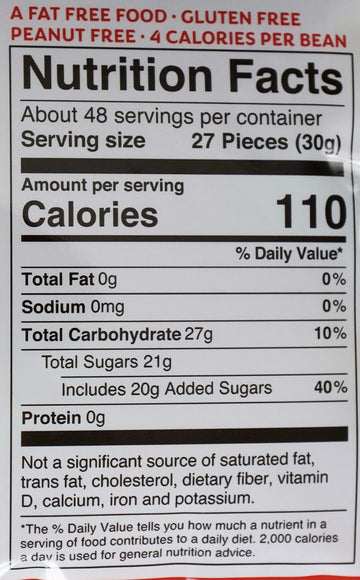 A FAT FREE FOOD · GLUTEN FREE
PEANUT FREE · 4 CALORIES PER BEAN
Nutrition Facts
About 48 servings per container
Serving size 27 Pieces (30g)
Amount per serving
Calories 110
% Daily Value*
Total Fat 0g 0%
Sodium 0mg 0%
Total Carbohydrate 27g 10%
Total Sugars 21g
Includes 20g Added Sugars 40%
Protein 0g
Not a significant source of saturated fat,
trans fat, cholesterol, dietary fiber, vitamin
D, calcium, iron and potassium.
*The % Daily Value tells you how much a nutrient in a
serving of food contributes to a daily diet. 2,000 calories
a day is used for general nutrition advice.